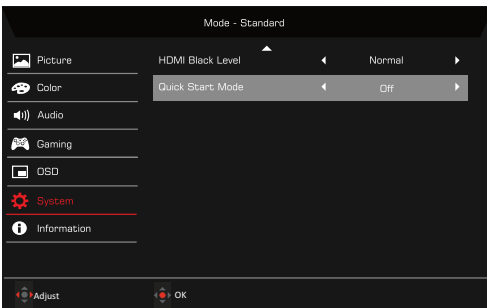 Mode - Standard
Picture
HDMI Black Level Normal
Color
Quick Start Mode Off
Audio
Gaming
OSD
System
Information
Adjust OK